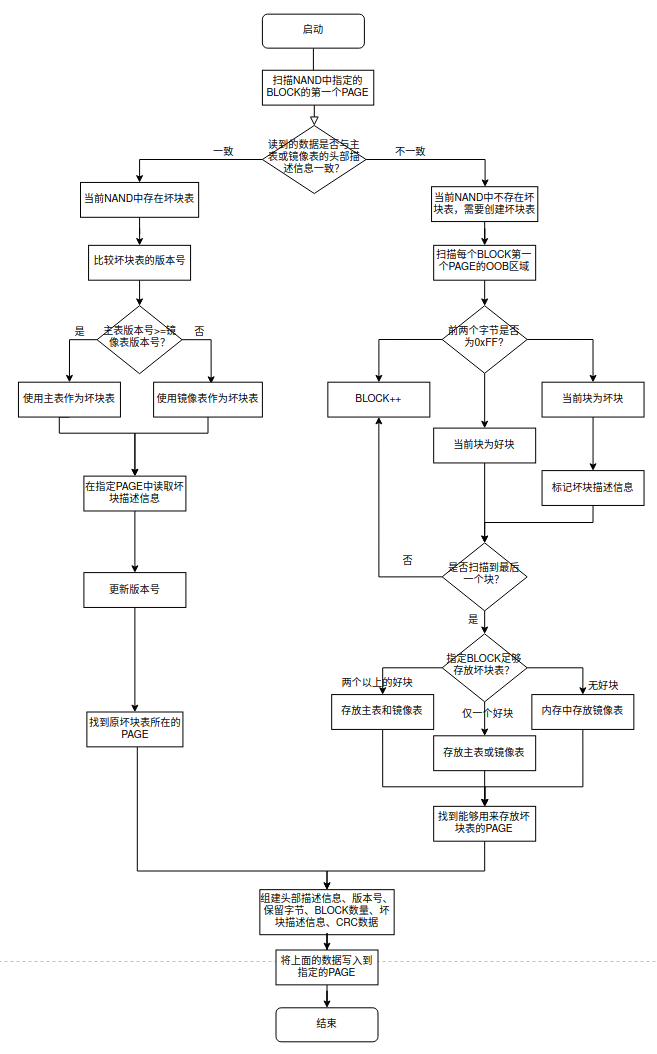 启动
扫描NAND中指定的
BLOCK的第一个PAGE
读到的数据是否与主
表或镜像表的头部描
述信息一致?
一致
不一致
当前NAND中存在坏块表
当前NAND中不存在坏
块表，需要创建坏块表
比较坏块表的版本号
扫描每个BLOCK第一
个PAGE的OOB区域
主表版本号>=镜
像表版本号?
是
否
前两个字节是否
为0xFF?
使用主表作为坏块表
使用镜像表作为坏块表
BLOCK++
当前块为坏块
当前块为好块
在指定PAGE中读取坏
块描述信息
标记坏块描述信息
是否扫描到最后
一个块?
否
是
更新版本号
指定BLOCK足够
存放坏块表?
两个以上的好块
仅一个好块
无好块
存放主表和镜像表
内存中存放镜像表
存放主表或镜像表
找到原坏块表所在的
PAGE
找到能够用来存放坏
块表的PAGE
组建头部描述信息、版本号、
保留字节、BLOCK数量、坏
块描述信息、CRC数据
将上面的数据写入到
指定的PAGE
结束